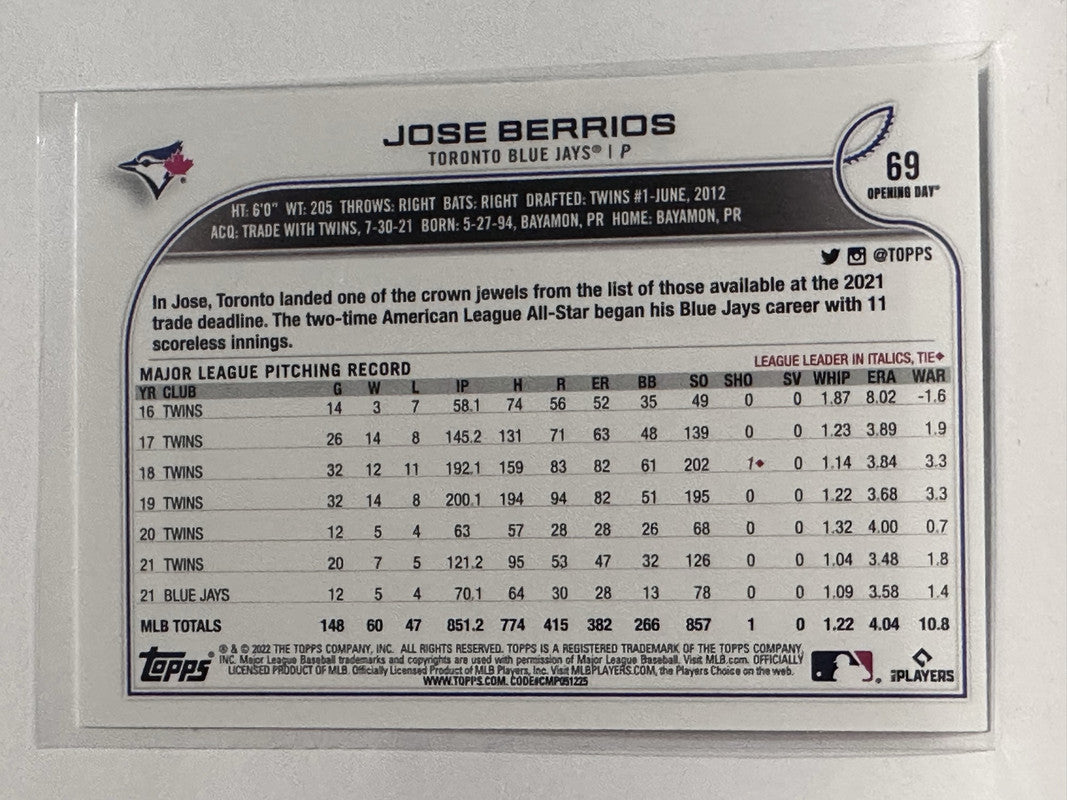 JOSE BERRIOS
TORONTO BLUE JAYS® | P
69
OPENING DAY®
HT: 6'0" WT: 205 THROWS: RIGHT BATS: RIGHT DRAFTED: TWINS #1-JUNE, 2012
ACQ: TRADE WITH TWINS, 7-30-21 BORN: 5-27-94, BAYAMON, PR HOME: BAYAMON, PR
@TOPPS
In Jose, Toronto landed one of the crown jewels from the list of those available at the 2021
trade deadline. The two-time American League All-Star began his Blue Jays career with 11
scoreless innings.
MAJOR LEAGUE PITCHING RECORD
LEAGUE LEADER IN ITALICS, TIE◆
YR CLUB G W L IP H R ER BB SO SHO SV WHIP ERA WAR
16 TWINS 14 3 7 58.1 74 56 52 35 49 0 0 1.87 8.02 -1.6
17 TWINS 26 14 8 145.2 131 71 63 48 139 0 0 1.23 3.89 1.9
18 TWINS 32 12 11 192.1 159 83 82 61 202 1◆ 0 1.14 3.84 3.3
19 TWINS 32 14 8 200.1 194 94 82 51 195 0 0 1.22 3.68 3.3
20 TWINS 12 5 4 63 57 28 28 26 68 0 0 1.32 4.00 0.7
21 TWINS 20 7 5 121.2 95 53 47 32 126 0 0 1.04 3.48 1.8
21 BLUE JAYS 12 5 4 70.1 64 30 28 13 78 0 0 1.09 3.58 1.4
MLB TOTALS 148 60 47 851.2 774 415 382 266 857 1 0 1.22 4.04 10.8
Topps®
® & © 2022 THE TOPPS COMPANY, INC. ALL RIGHTS RESERVED. TOPPS IS A REGISTERED TRADEMARK OF THE TOPPS COMPANY,
INC. Major League Baseball trademarks and copyrights are used with permission of Major League Baseball. Visit MLB.com. OFFICIALLY
LICENSED PRODUCT OF MLB. Officially Licensed Product of MLB Players, Inc. Visit MLBPLAYERS.COM, the Players Choice on the web.
WWW.TOPPS.COM. CODE#CMP051225
PLAYERS